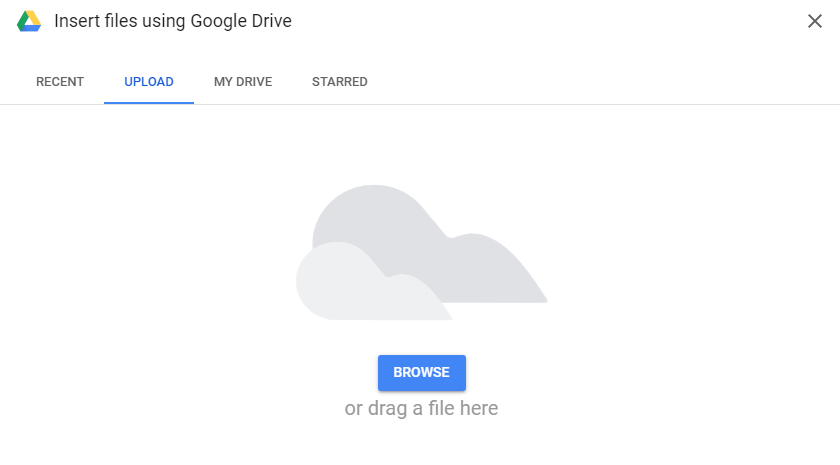 Insert files using Google Drive
RECENT UPLOAD MY DRIVE STARRED
BROWSE
or drag a file here